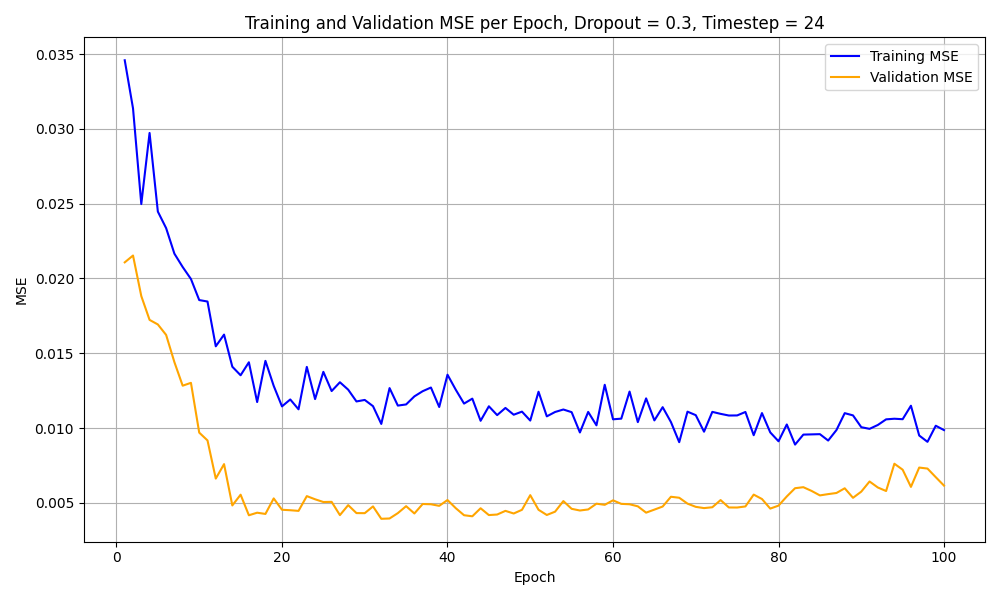 Training and Validation MSE per Epoch, Dropout = 0.3, Timestep = 24
Training MSE
Validation MSE
MSE
0.035
0.030
0.025
0.020
0.015
0.010
0.005
0 20 40 60 80 100
Epoch